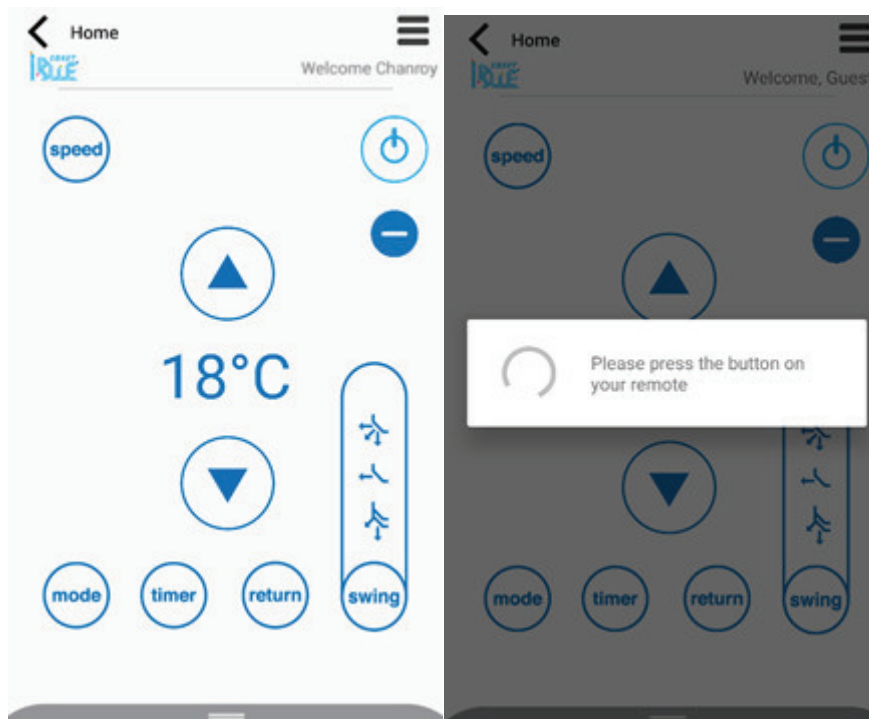 Home
Welcome Chanroy
speed
18°C
mode
timer
return
swing
Home
Welcome, Guest
speed
Please press the button on
your remote
mode
timer
return
swing